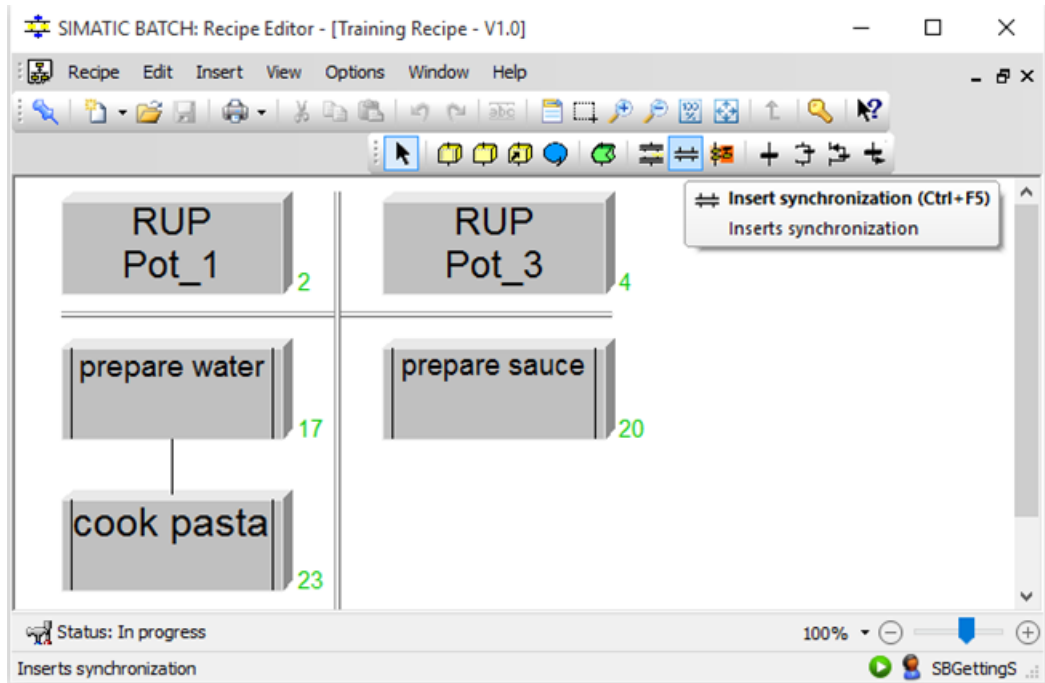 SIMATIC BATCH: Recipe Editor - [Training Recipe - V1.0]
Recipe Edit Insert View Options Window Help
abc 100%
Insert synchronization (Ctrl+F5)
Inserts synchronization
RUP
Pot_1
2
RUP
Pot_3
4
prepare water
17
prepare sauce
20
cook pasta
23
Status: In progress
100%
Inserts synchronization
SBGettingS